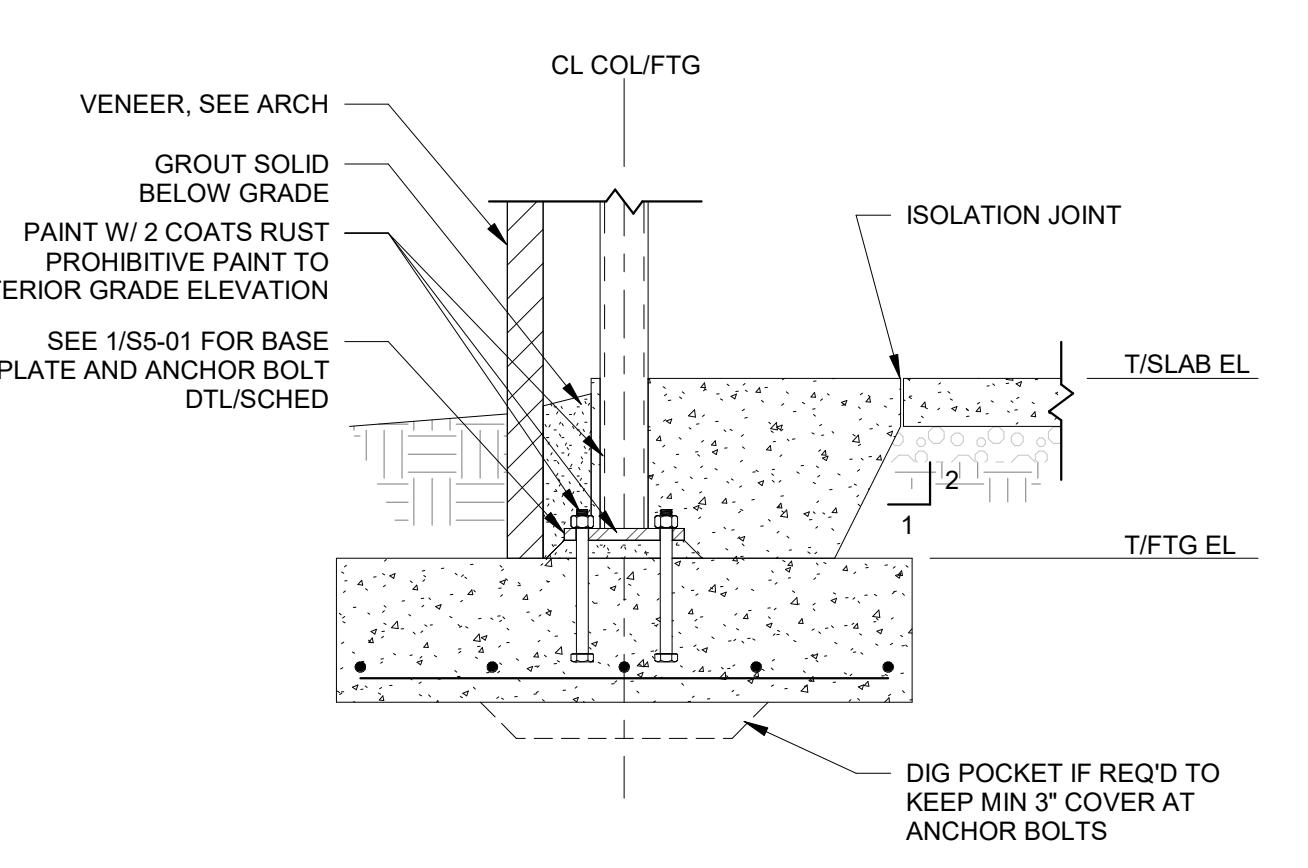 CL COL/FTG
VENEER, SEE ARCH
GROUT SOLID
BELOW GRADE
PAINT W/ 2 COATS RUST
PROHIBITIVE PAINT TO
TERIOR GRADE ELEVATION
SEE 1/S5-01 FOR BASE
PLATE AND ANCHOR BOLT
DTL/SCHED
ISOLATION JOINT
T/SLAB EL
2
1
T/FTG EL
DIG POCKET IF REQ'D TO
KEEP MIN 3" COVER AT
ANCHOR BOLTS